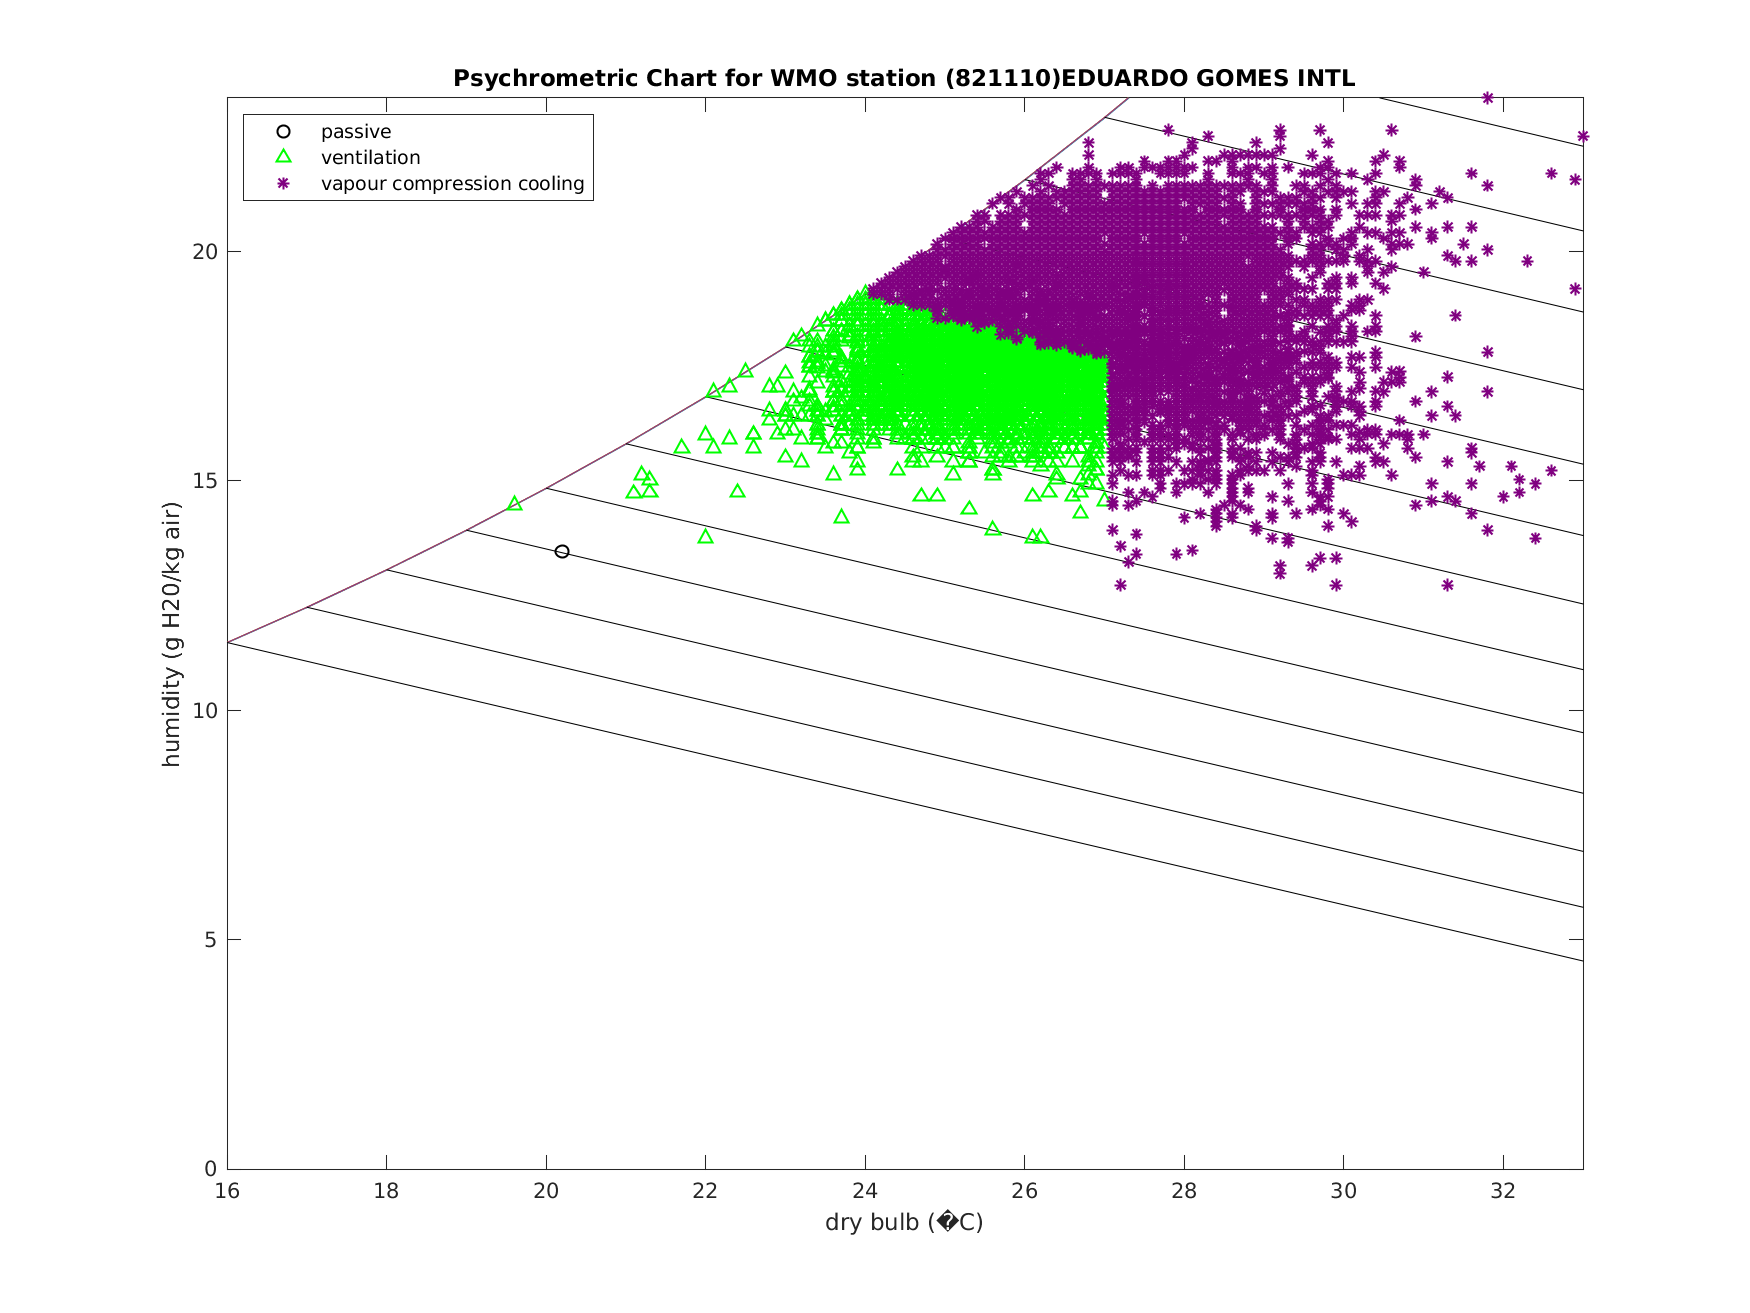 Psychrometric Chart for WMO station (821110)EDUARDO GOMES INTL
passive
ventilation
vapour compression cooling
humidity (g H20/kg air)
20
15
10
5
0
16 18 20 22 24 26 28 30 32
dry bulb (�C)